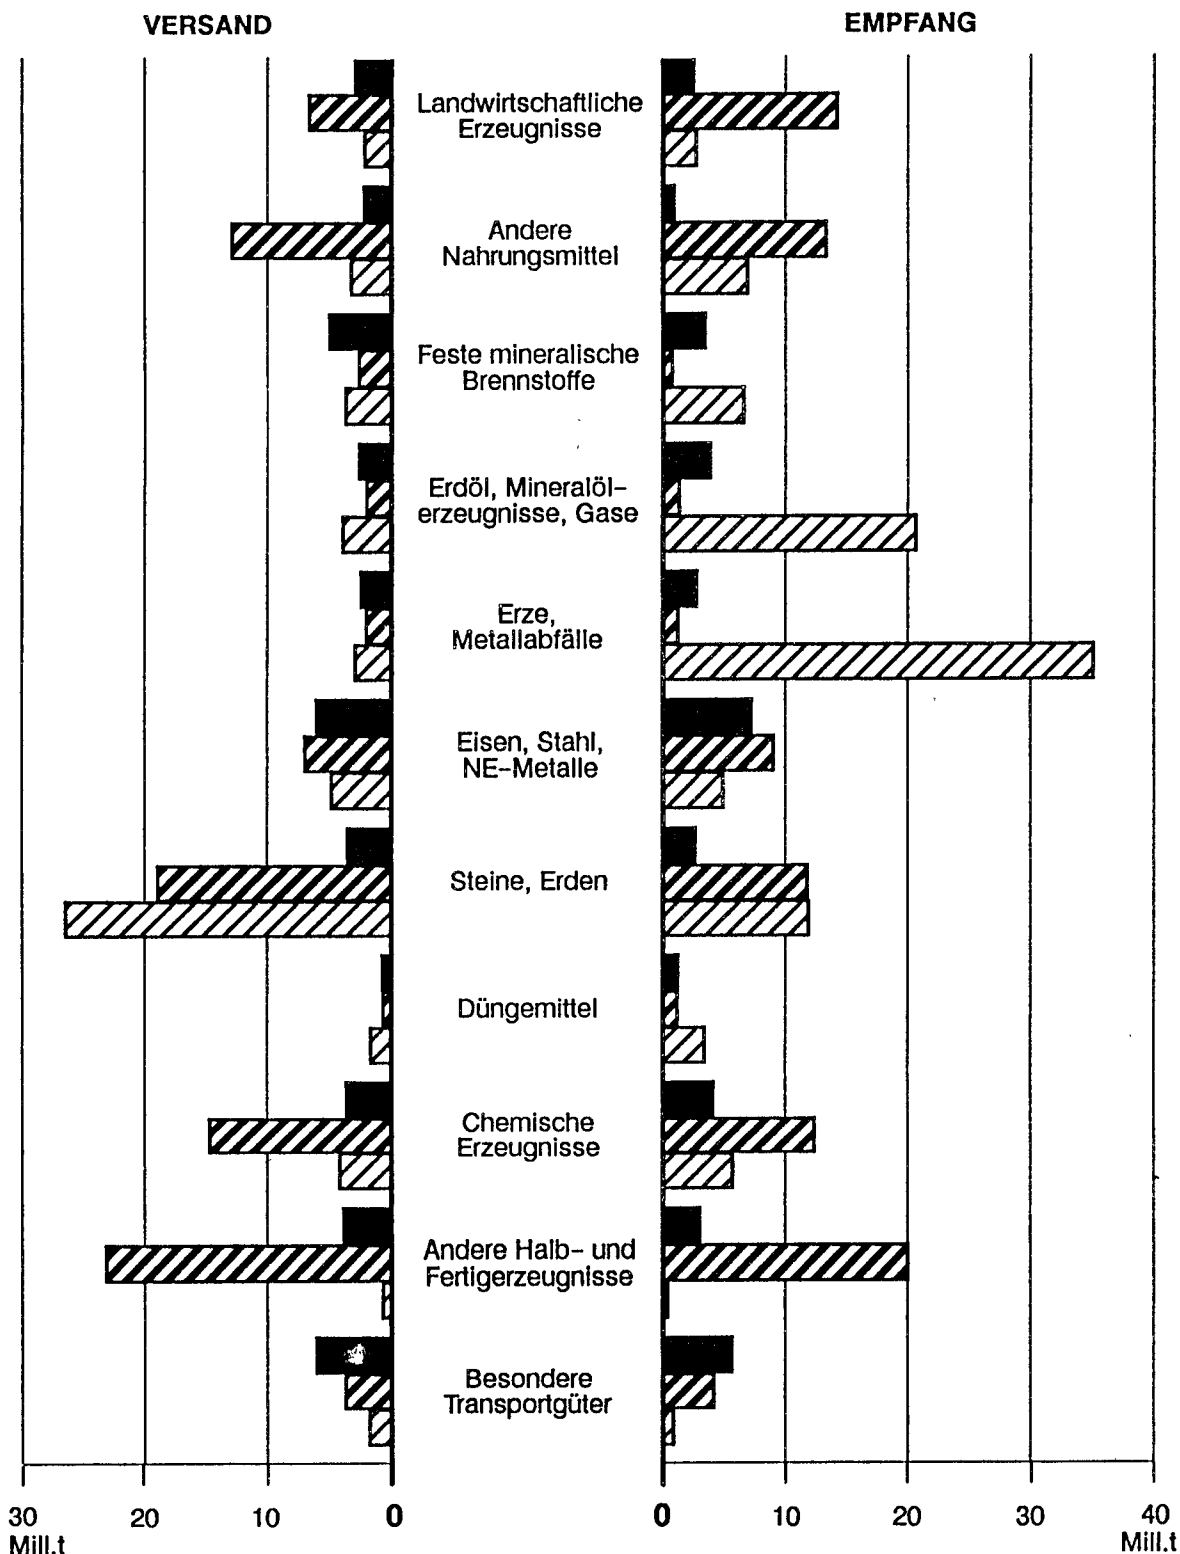 VERSAND
EMPFANG
Landwirtschaftliche
Erzeugnisse
Andere
Nahrungsmittel
Feste mineralische
Brennstoffe
Erdöl, Mineralöl-
erzeugnisse, Gase
Erze,
Metallabfälle
Eisen, Stahl,
NE-Metalle
Steine, Erden
Düngemittel
Chemische
Erzeugnisse
Andere Halb- und
Fertigerzeugnisse
Besondere
Transportgüter
30 20 10 0 0 10 20 30 40
Mill.t Mill.t